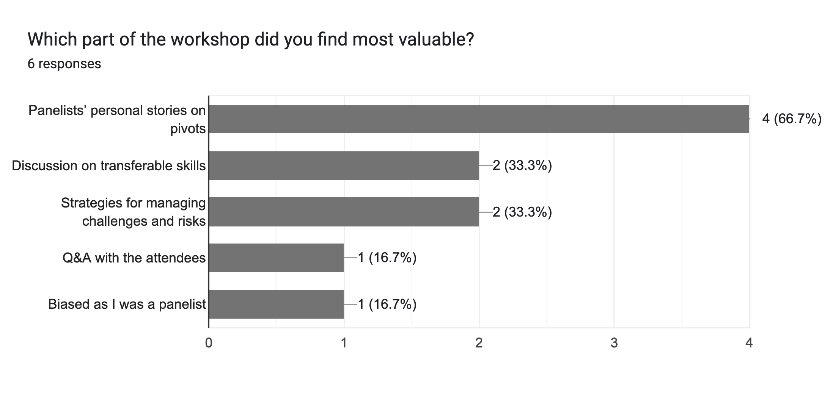 Which part of the workshop did you find most valuable?
6 responses
Panelists' personal stories on
pivots
4 (66.7%)
Discussion on transferable skills
2 (33.3%)
Strategies for managing
challenges and risks
2 (33.3%)
Q&A with the attendees
1 (16.7%)
Biased as I was a panelist
1 (16.7%)
0 1 2 3 4